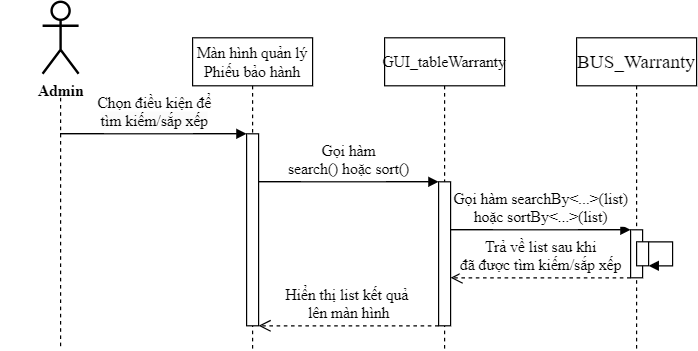 Admin
Màn hình quản lý
Phiếu bảo hành
GUI_tableWarranty
BUS_Warranty
Chọn điều kiện để
tìm kiếm/sắp xếp
Gọi hàm
search() hoặc sort()
Gọi hàm searchBy<...>(list)
hoặc sortBy<...>(list)
Trả về list sau khi
đã được tìm kiếm/sắp xếp
Hiển thị list kết quả
lên màn hình